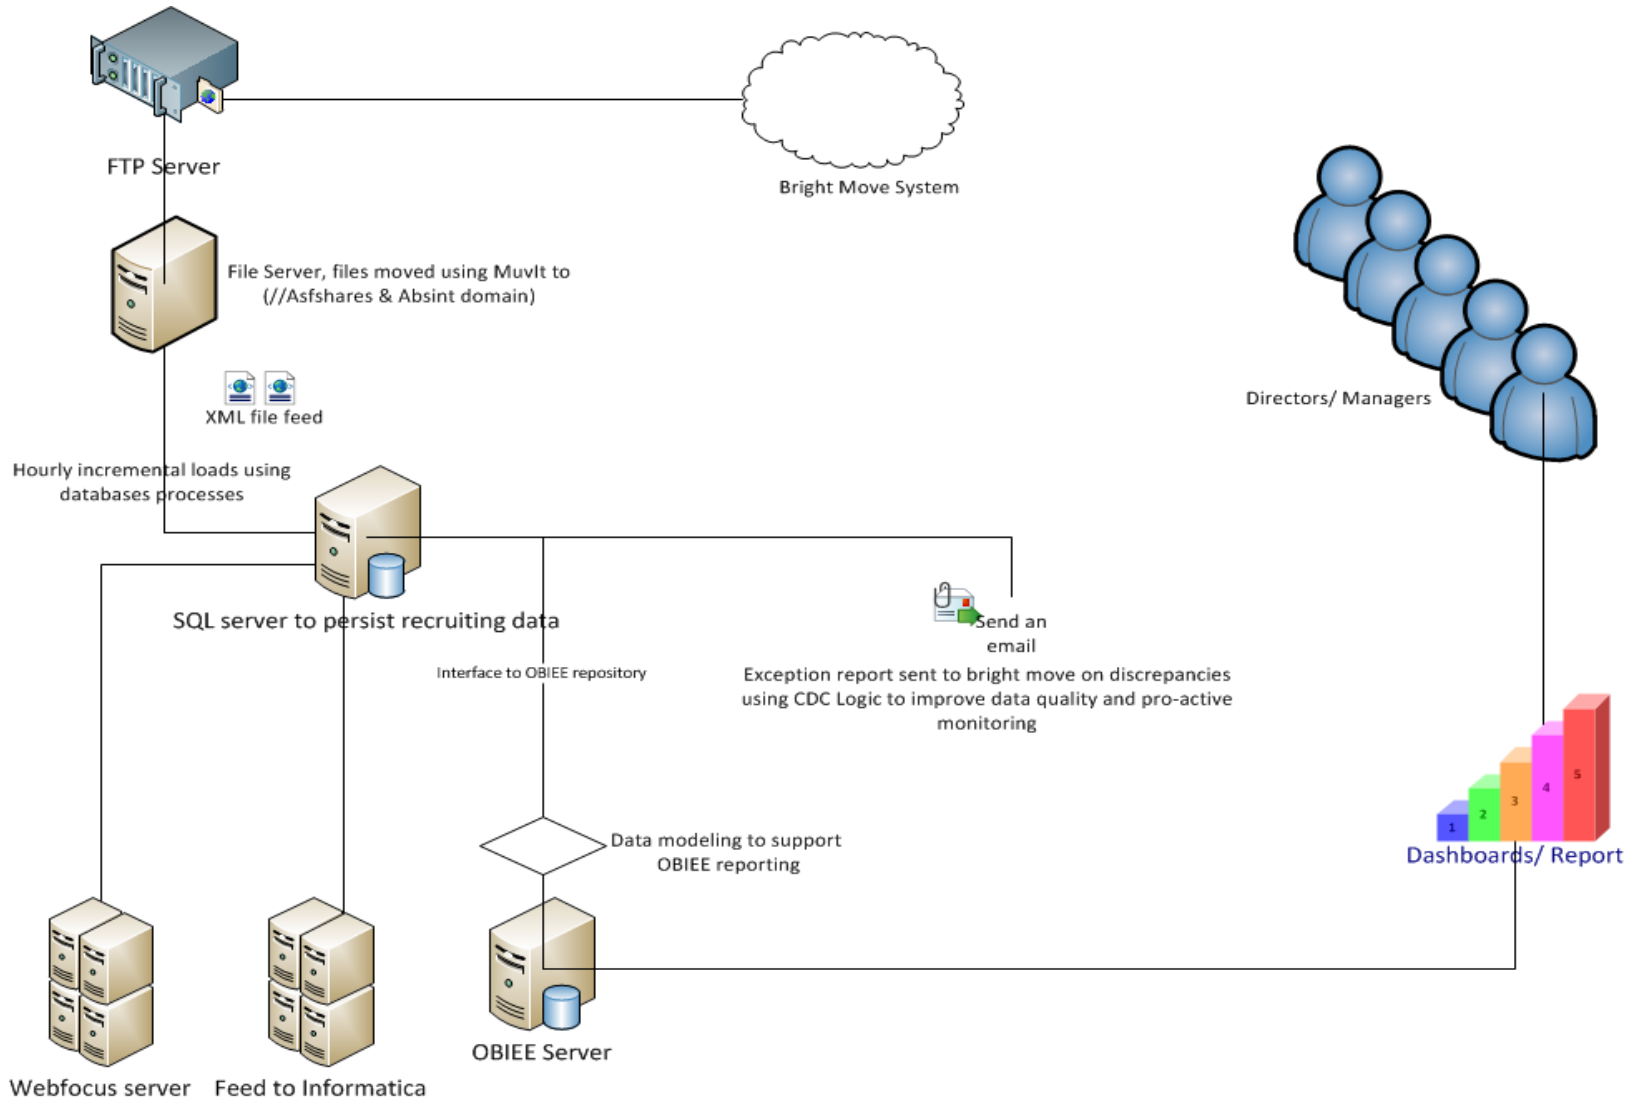 FTP Server
Bright Move System
File Server, files moved using MuvIt to
(//Asfshares & Absint domain)
XML file feed
Directors/ Managers
Hourly incremental loads using
databases processes
SQL server to persist recruiting data
Send an
email
Interface to OBIEE repository
Exception report sent to bright move on discrepancies
using CDC Logic to improve data quality and pro-active
monitoring
1
2
3
4
5
Dashboards/ Report
Data modeling to support
OBIEE reporting
OBIEE Server
Webfocus server
Feed to Informatica